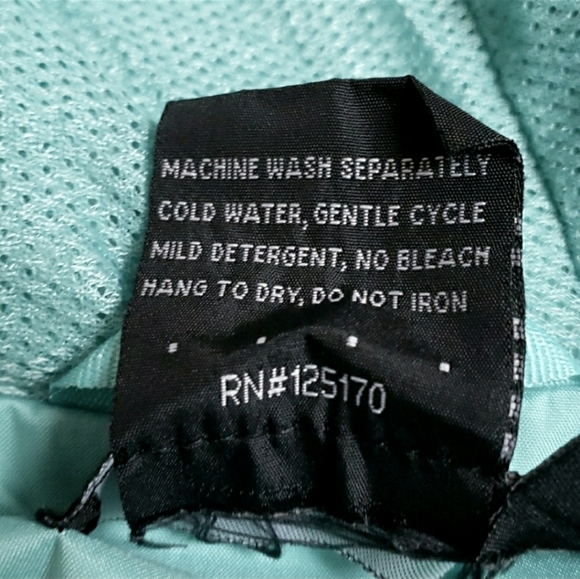 MACHINE WASH SEPARATELY
COLD WATER, GENTLE CYCLE
MILD DETERGENT, NO BLEACH
HANG TO DRY, DO NOT IRON
RN#125170